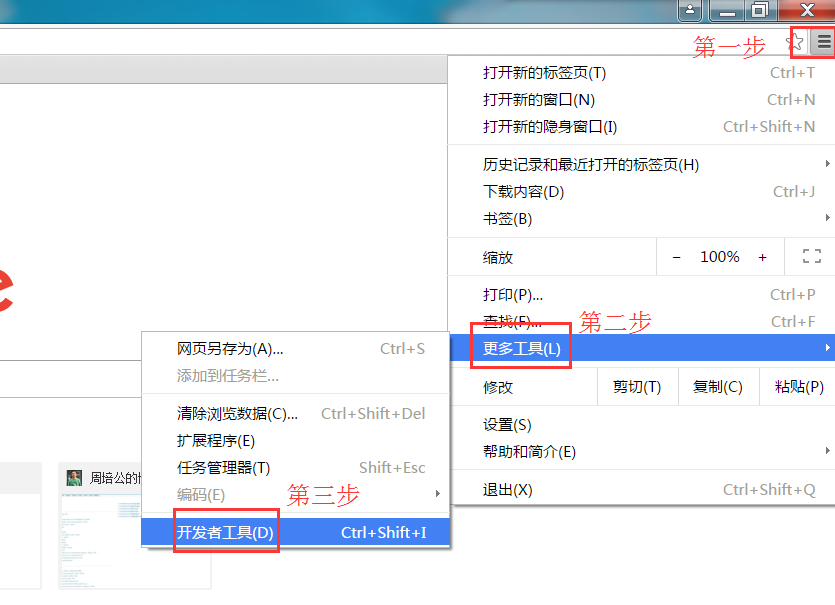 第一步
打开新的标签页(T) Ctrl+T
打开新的窗口(N) Ctrl+N
打开新的隐身窗口(I) Ctrl+Shift+N
历史记录和最近打开的标签页(H)
下载内容(D) Ctrl+J
书签(B)
缩放 − 100% +
打印(P)... Ctrl+P
查找(F)... Ctrl+F
第二步
更多工具(L)
修改 剪切(T) 复制(C) 粘贴(P)
设置(S)
帮助和简介(E)
退出(X) Ctrl+Shift+Q
网页另存为(A)... Ctrl+S
添加到任务栏...
清除浏览数据(C)... Ctrl+Shift+Del
扩展程序(E)
任务管理器(T) Shift+Esc
编码(E)
第三步
开发者工具(D) Ctrl+Shift+I
e
周培公的